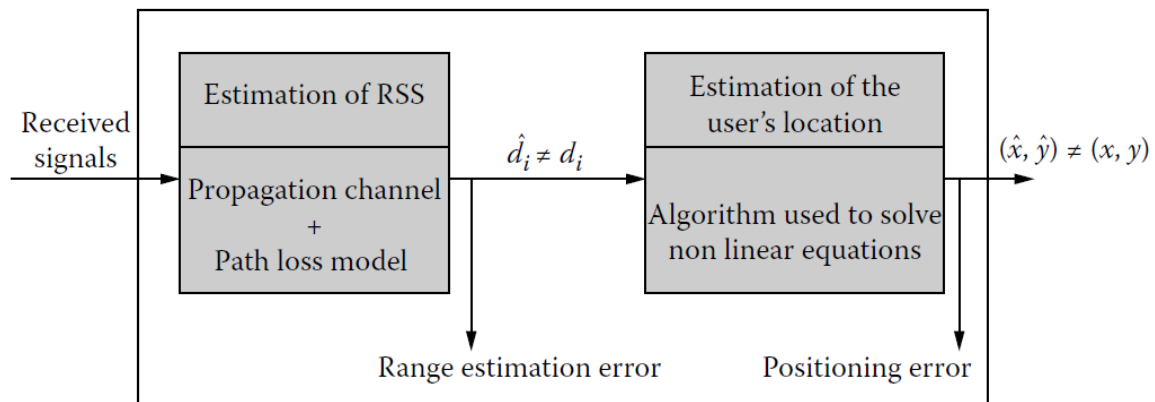 Received
signals
Estimation of RSS
Propagation channel
+
Path loss model
d̂ᵢ ≠ dᵢ
Range estimation error
Estimation of the
user’s location
Algorithm used to solve
non linear equations
(x̂, ŷ) ≠ (x, y)
Positioning error